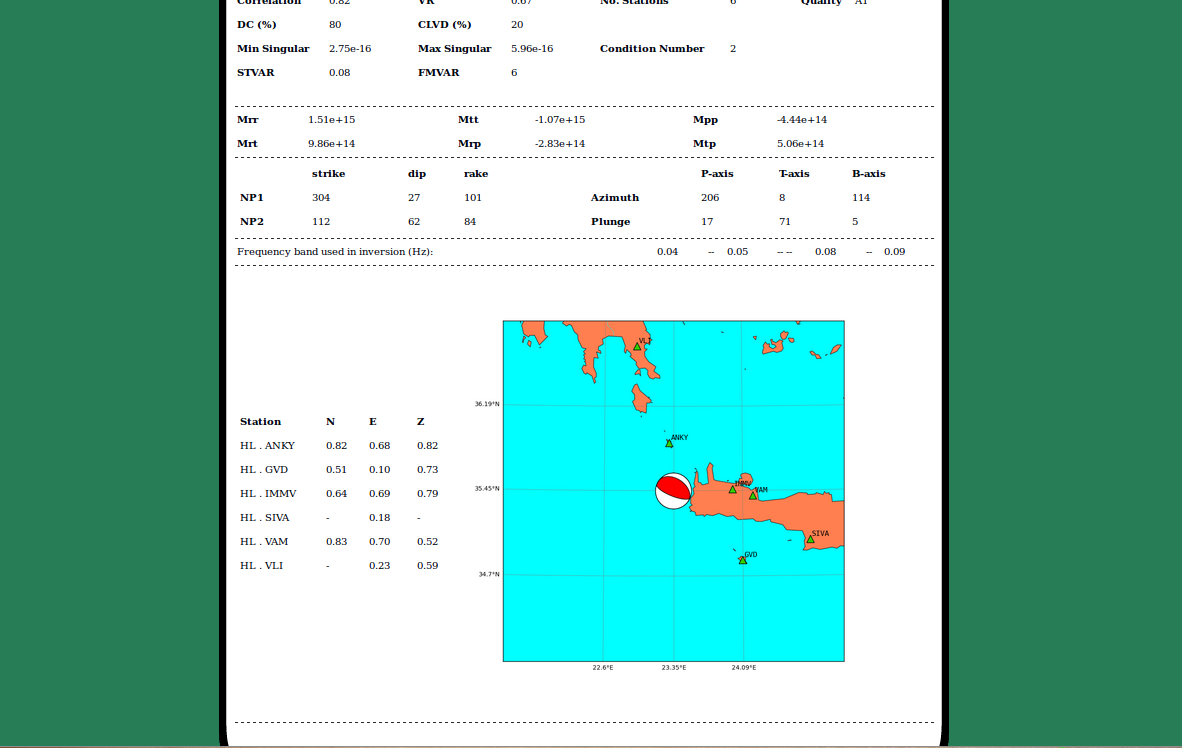 Correlation 0.82 VR 0.67 No. Stations 6 Quality A1
DC (%) 80 CLVD (%) 20
Min Singular 2.75e-16 Max Singular 5.96e-16 Condition Number 2
STVAR 0.08 FMVAR 6
Mrr 1.51e+15 Mtt -1.07e+15 Mpp -4.44e+14
Mrt 9.86e+14 Mrp -2.83e+14 Mtp 5.06e+14
strike dip rake P-axis T-axis B-axis
NP1 304 27 101 Azimuth 206 8 114
NP2 112 62 84 Plunge 17 71 5
Frequency band used in inversion (Hz): 0.04 -- 0.05 -- -- 0.08 -- 0.09
Station N E Z
HL . ANKY 0.82 0.68 0.82
HL . GVD 0.51 0.10 0.73
HL . IMMV 0.64 0.69 0.79
HL . SIVA - 0.18 -
HL . VAM 0.83 0.70 0.52
HL . VLI - 0.23 0.59
VLI
36.19°N
ANKY
35.45°N
IMMV
VAM
SIVA
GVD
34.7°N
22.6°E 23.35°E 24.09°E